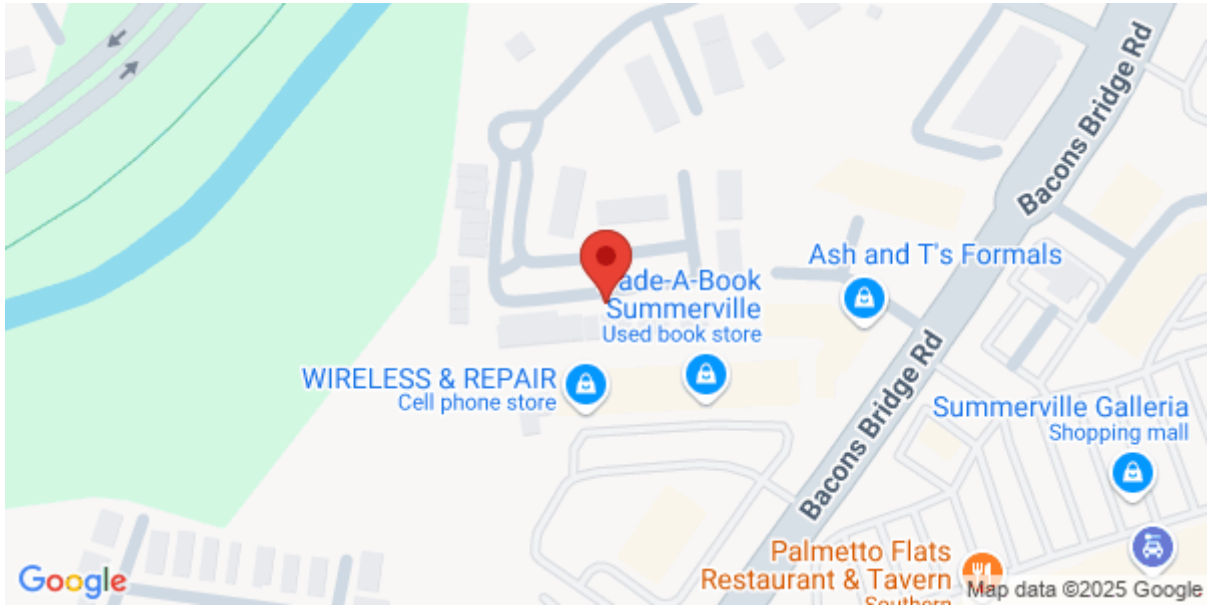 Bacons Bridge Rd
Ash and T's Formals
ade-A-Book
Summerville
Used book store
WIRELESS & REPAIR
Cell phone store
Bacons Bridge Rd
Summerville Galleria
Shopping mall
Palmetto Flats
Restaurant & Tavern
Southern
Google
Map data ©2025 Google